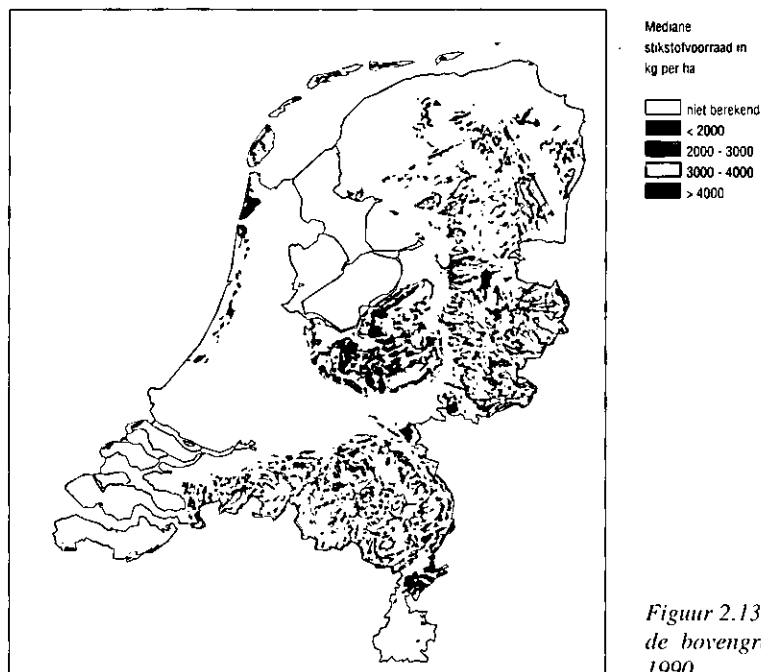 Mediane
stikstofvoorraad in
kg per ha
niet berekend
< 2000
2000 - 3000
3000 - 4000
> 4000
Figuur 2.13
de bovengr
1990